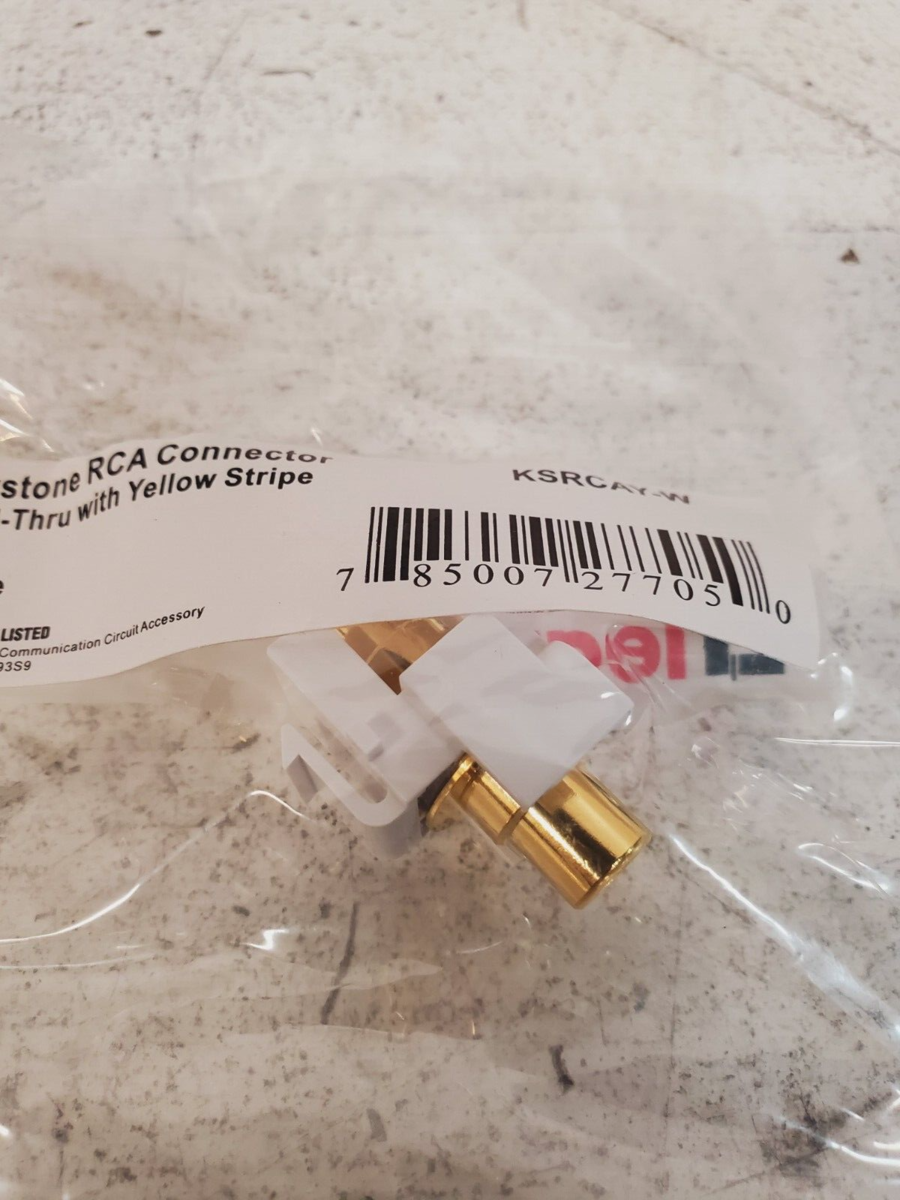 stone RCA Connector
-Thru with Yellow Stripe
KSRCAY-W
7 85007 27705 0
e
LISTED
Communication Circuit Accessory
93S9